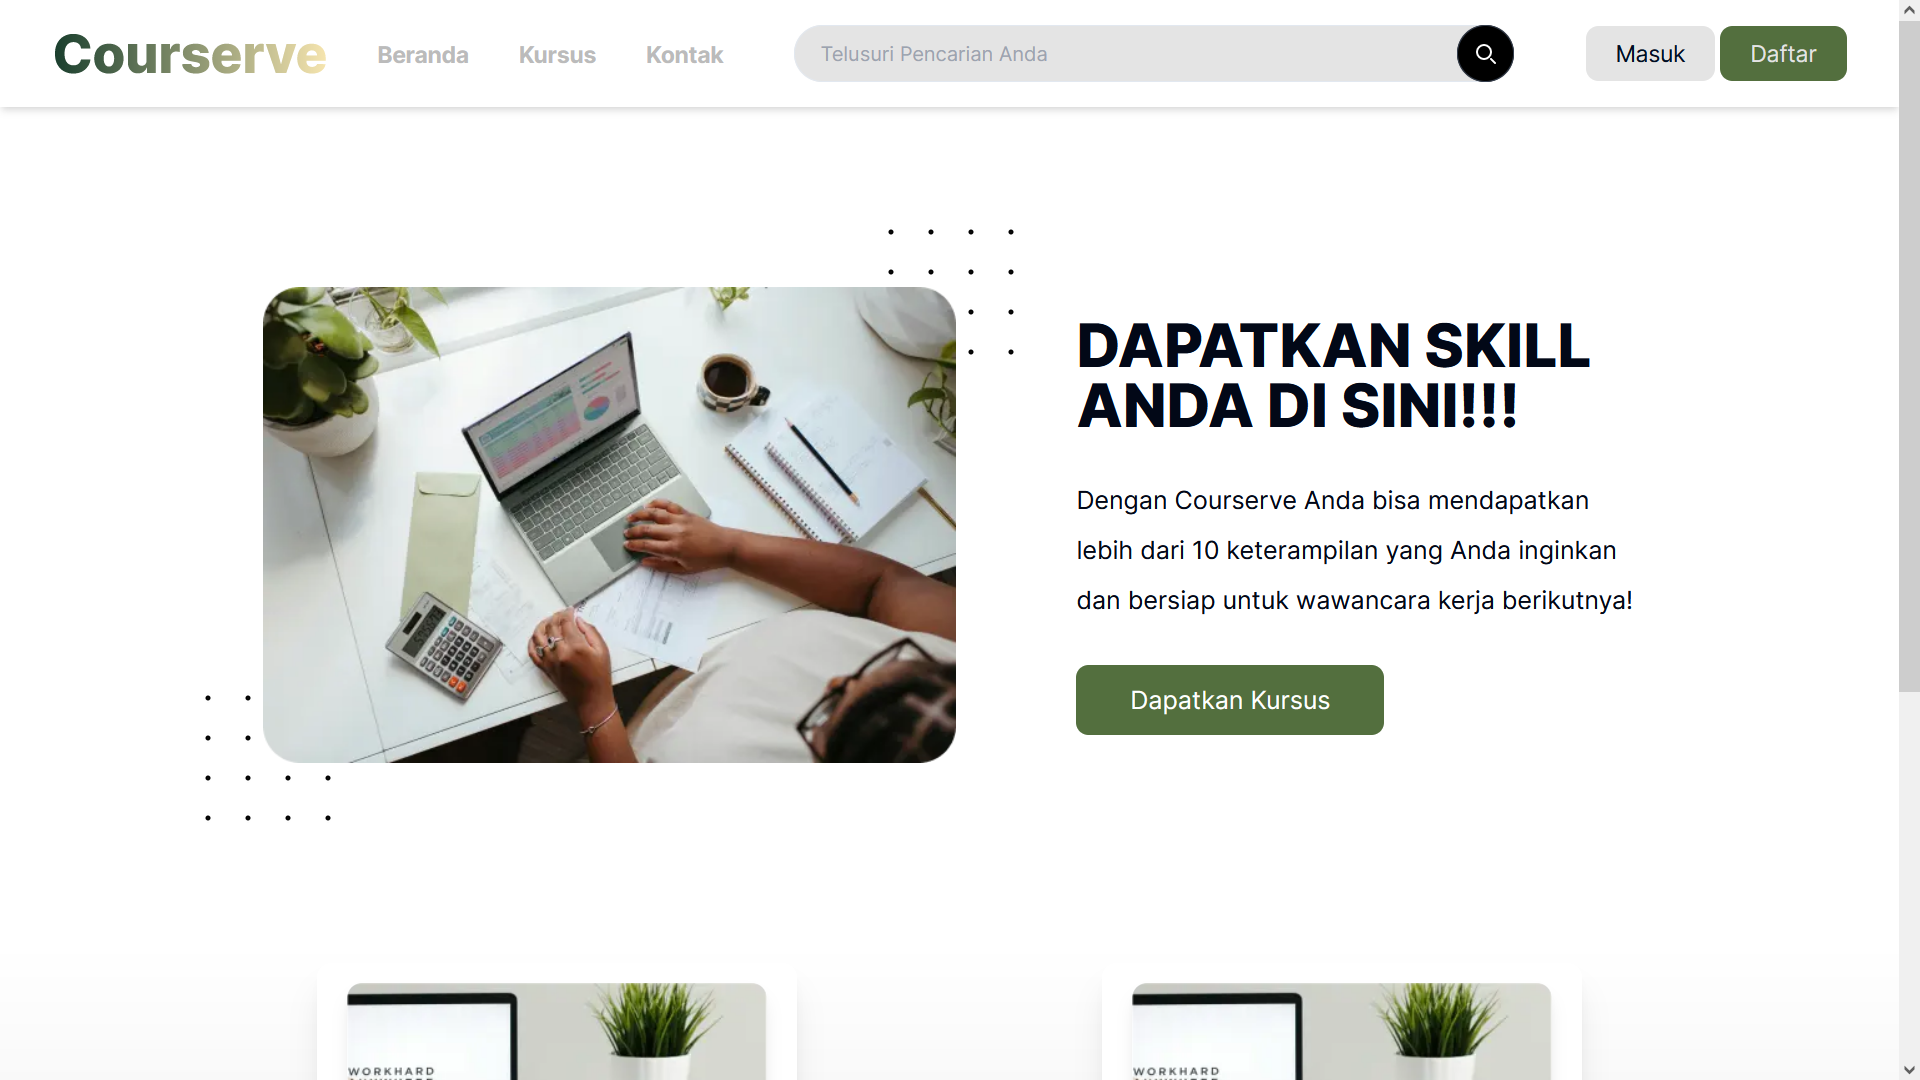 Courserve
Beranda
Kursus
Kontak
Telusuri Pencarian Anda
Masuk
Daftar
DAPATKAN SKILL
ANDA DI SINI!!!
Dengan Courserve Anda bisa mendapatkan
lebih dari 10 keterampilan yang Anda inginkan
dan bersiap untuk wawancara kerja berikutnya!
Dapatkan Kursus
WORKHARD
WORKHARD